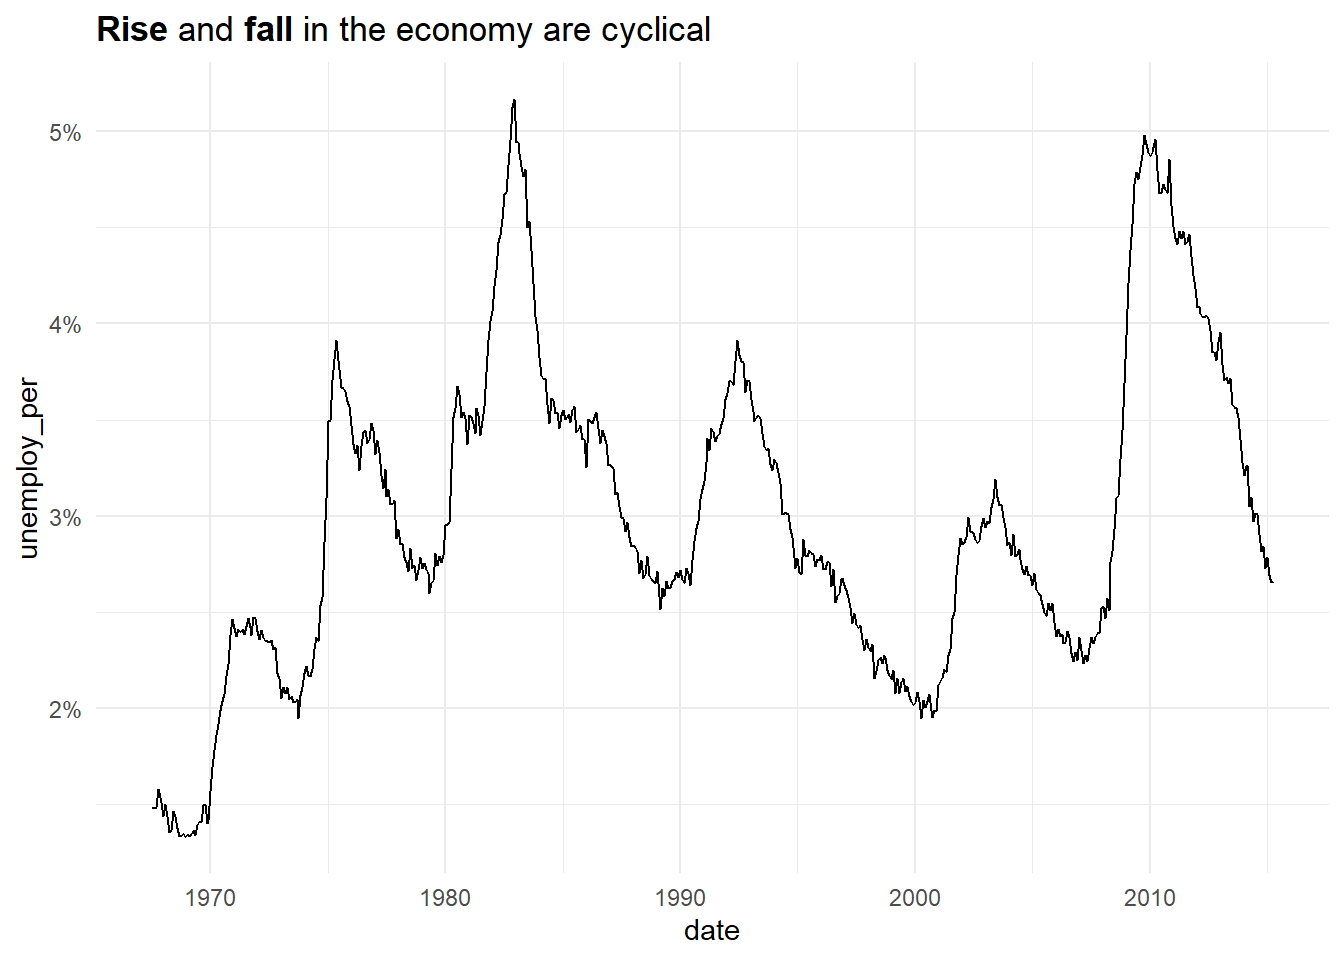 Rise and fall in the economy are cyclical
5%
4%
3%
2%
unemploy_per
1970 1980 1990 2000 2010
date